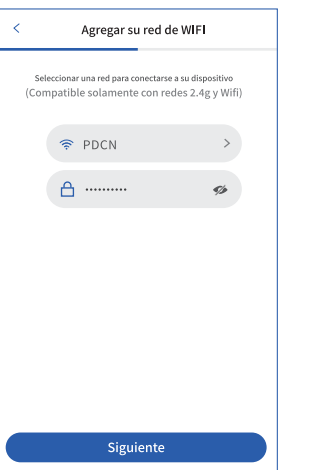 Agregar su red de WIFI
Seleccionar una red para conectarse a su dispositivo
(Compatible solamente con redes 2.4g y Wifi)
PDCN
••••••••••
Siguiente